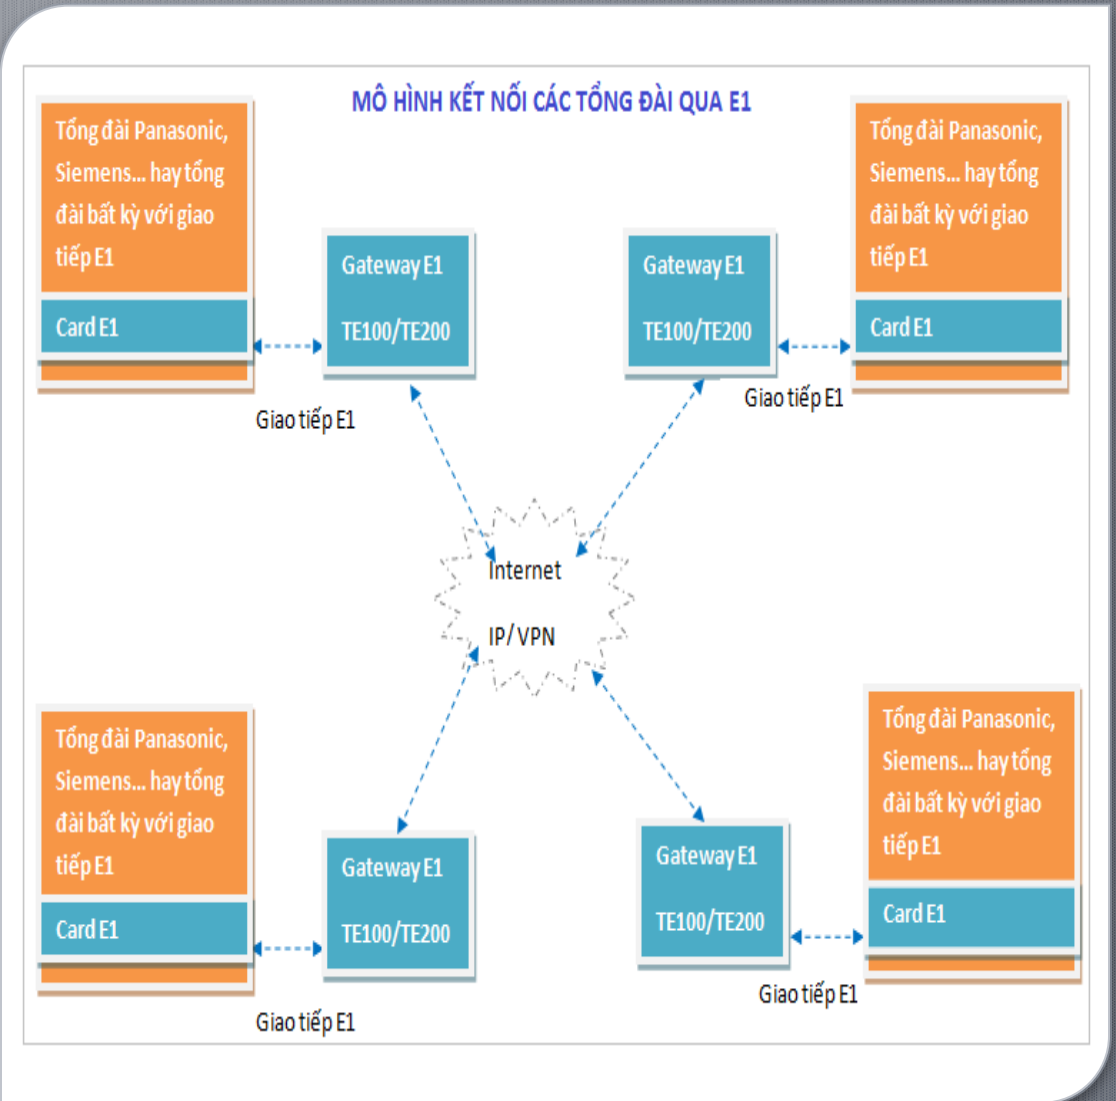 MÔ HÌNH KẾT NỐI CÁC TỔNG ĐÀI QUA E1
Tổng đài Panasonic,
Siemens... hay tổng
đài bất kỳ với giao
tiếp E1
Card E1
Gateway E1
TE100/TE200
Giao tiếp E1
Gateway E1
TE100/TE200
Tổng đài Panasonic,
Siemens... hay tổng
đài bất kỳ với giao
tiếp E1
Card E1
Giao tiếp E1
Internet
IP/ VPN
Tổng đài Panasonic,
Siemens... hay tổng
đài bất kỳ với giao
tiếp E1
Card E1
Gateway E1
TE100/TE200
Giao tiếp E1
Gateway E1
TE100/TE200
Tổng đài Panasonic,
Siemens... hay tổng
đài bất kỳ với giao
tiếp E1
Card E1
Giao tiếp E1